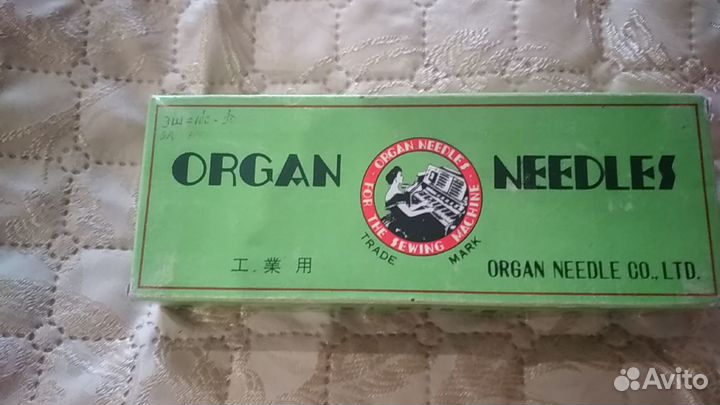 ORGAN NEEDLES
ORGAN NEEDLES
FOR THE SEWING MACHINE
TRADE MARK
工.業用
ORGAN NEEDLE CO., LTD.
Avito